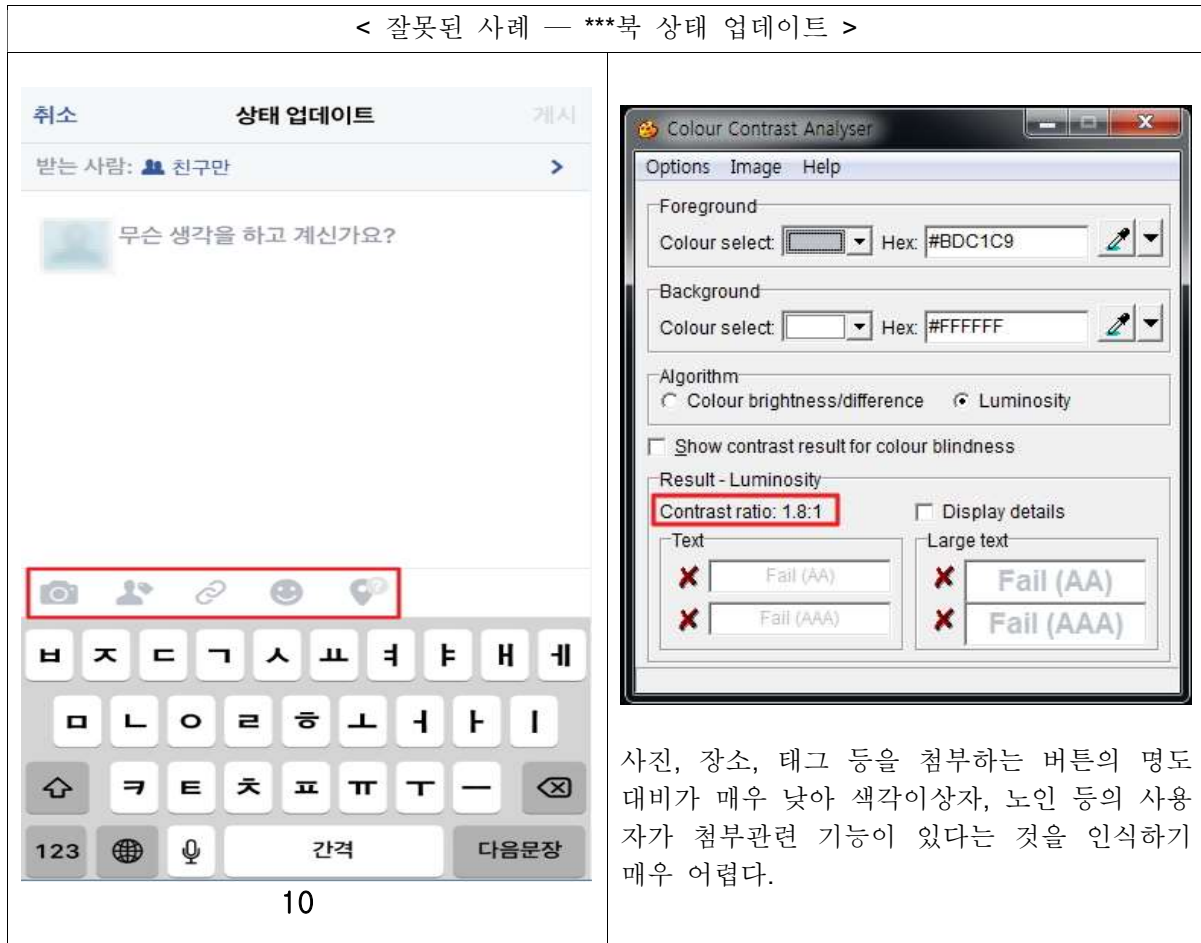 < 잘못된 사례 — ***북 상태 업데이트 >
취소 상태 업데이트 게시
받는 사람: 친구만 >
무슨 생각을 하고 계신가요?
ㅂ ㅈ ㄷ ㄱ ㅅ ㅛ ㅕ ㅑ ㅐ ㅔ
ㅁ ㄴ ㅇ ㄹ ㅎ ㅗ ㅓ ㅏ ㅣ
ㅋ ㅌ ㅊ ㅍ ㅠ ㅜ ㅡ
123 간격 다음문장
10
Colour Contrast Analyser
Options Image Help
Foreground
Colour select: Hex: #BDC1C9
Background
Colour select: Hex: #FFFFFF
Algorithm
Colour brightness/difference Luminosity
Show contrast result for colour blindness
Result - Luminosity
Contrast ratio: 1.8:1 Display details
Text Large text
Fail (AA) Fail (AA)
Fail (AAA) Fail (AAA)
사진, 장소, 태그 등을 첨부하는 버튼의 명도
대비가 매우 낮아 색각이상자, 노인 등의 사용
자가 첨부관련 기능이 있다는 것을 인식하기
매우 어렵다.